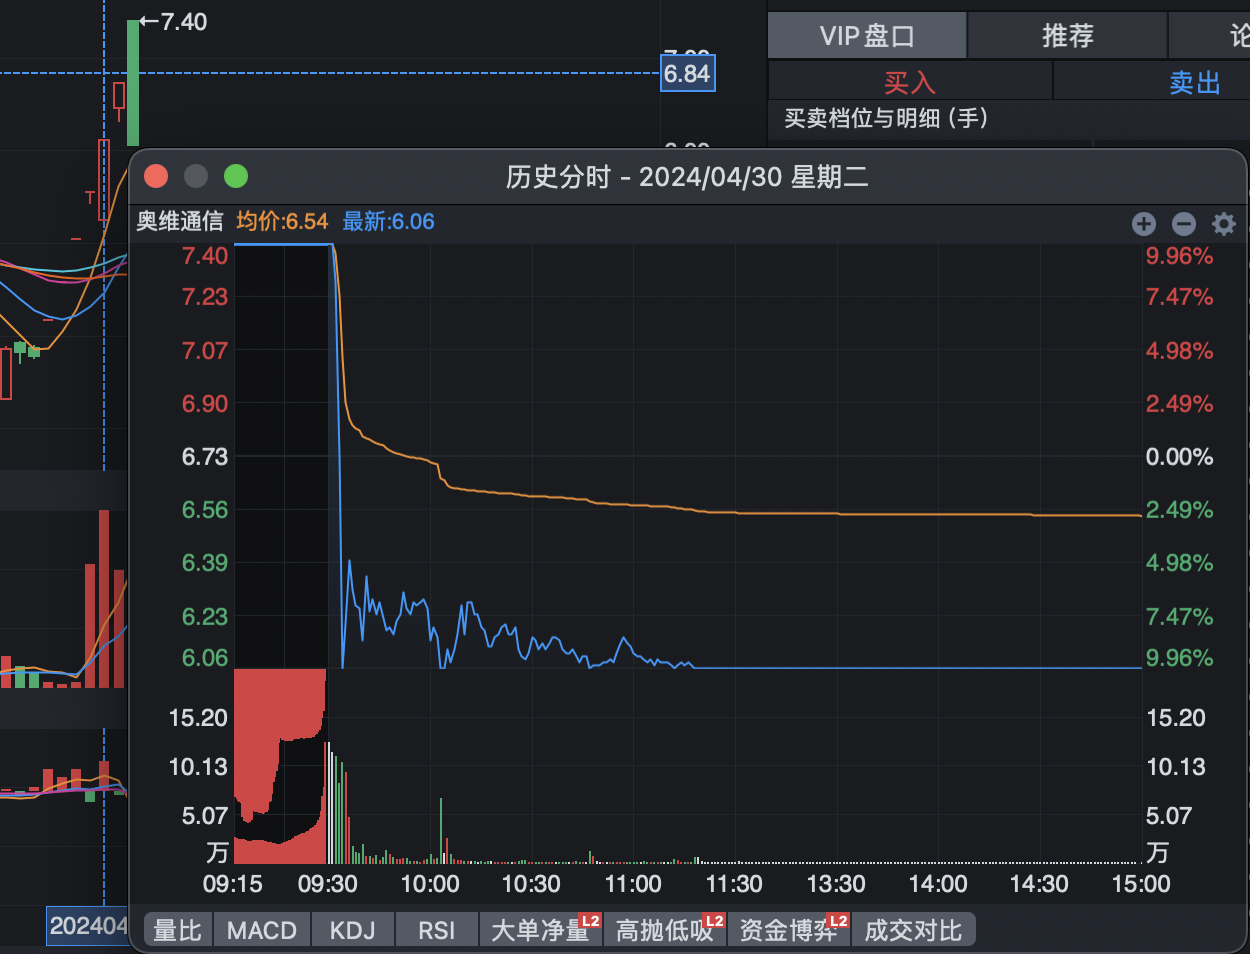 ←7.40
6.84
VIP盘口
推荐
买入
卖出
买卖档位与明细 (手)
历史分时 - 2024/04/30 星期二
奥维通信 均价:6.54 最新:6.06
7.40 9.96%
7.23 7.47%
7.07 4.98%
6.90 2.49%
6.73 0.00%
6.56 2.49%
6.39 4.98%
6.23 7.47%
6.06 9.96%
15.20 15.20
10.13 10.13
5.07 5.07
万 万
09:15 09:30 10:00 10:30 11:00 11:30 13:30 14:00 14:30 15:00
202404
量比 MACD KDJ RSI 大单净量 L2 高抛低吸 L2 资金博弈 L2 成交对比